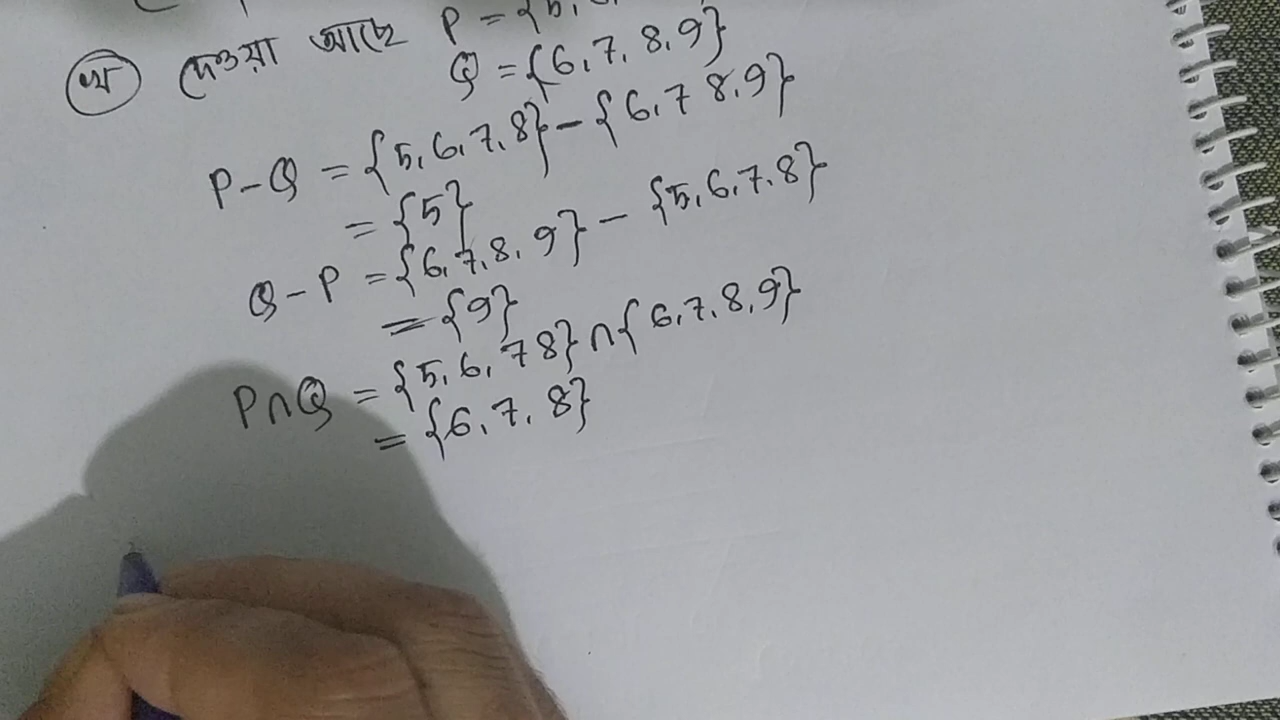 খ দেওয়া আছে P = {5,
Q = {6, 7, 8, 9}
P - Q = {5, 6, 7, 8} - {6, 7 8, 9}
= {5}
Q - P = {6, 7, 8, 9} - {5, 6, 7, 8}
= {9}
P∩Q = {5, 6, 7 8} ∩ {6, 7, 8, 9}
= {6, 7, 8}